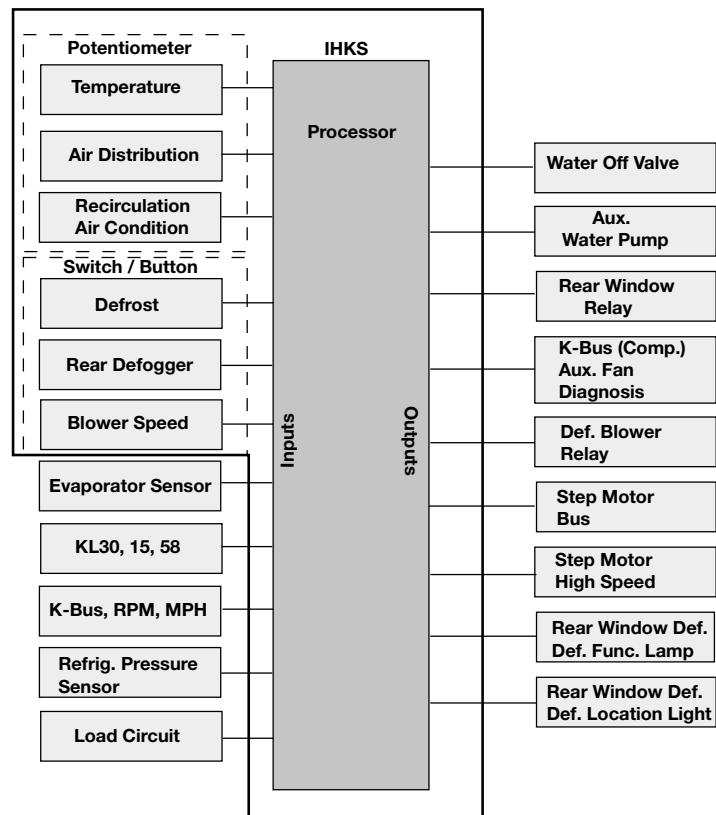 Potentiometer
Temperature
Air Distribution
Recirculation
Air Condition
Switch / Button
Defrost
Rear Defogger
Blower Speed
Evaporator Sensor
KL30, 15, 58
K-Bus, RPM, MPH
Refrig. Pressure
Sensor
Load Circuit
IHKS
Processor
Inputs
Outputs
Water Off Valve
Aux.
Water Pump
Rear Window
Relay
K-Bus (Comp.)
Aux. Fan
Diagnosis
Def. Blower
Relay
Step Motor
Bus
Step Motor
High Speed
Rear Window Def.
Def. Func. Lamp
Rear Window Def.
Def. Location Light